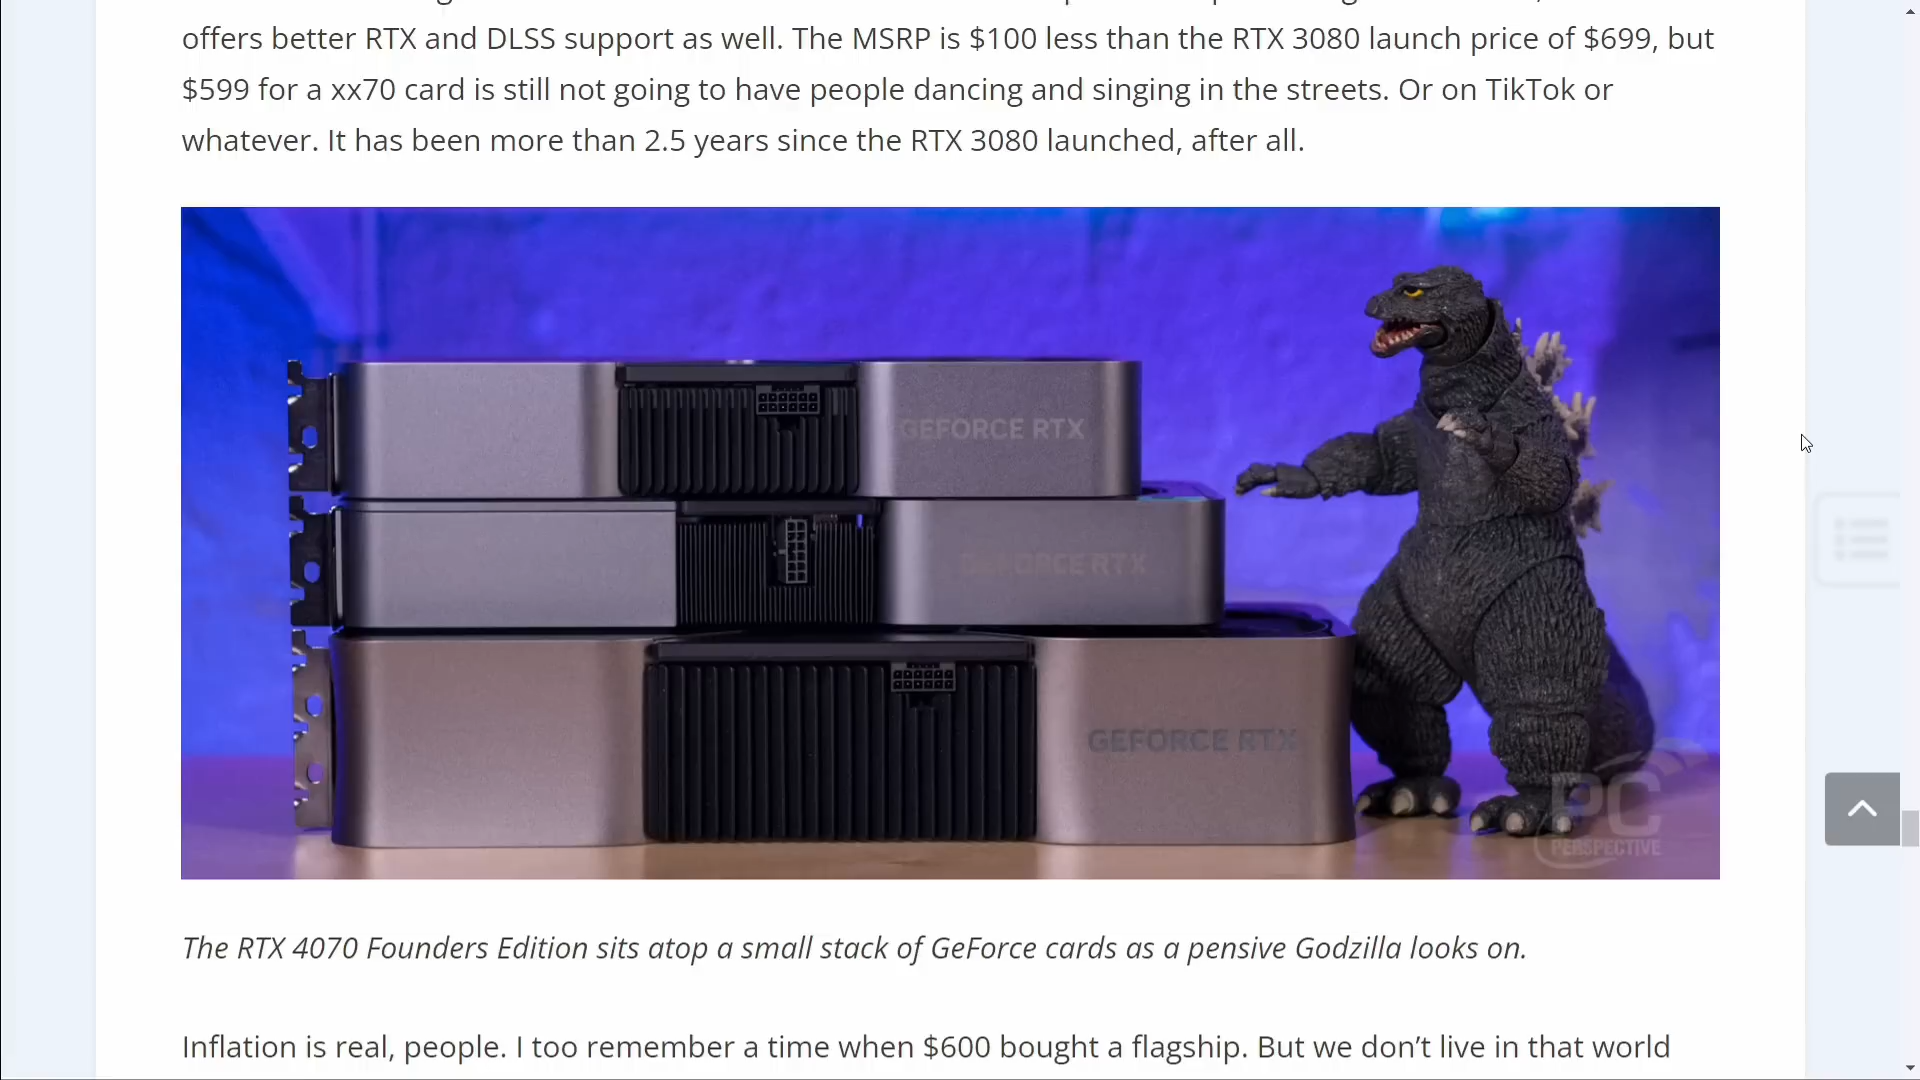 offers better RTX and DLSS support as well. The MSRP is $100 less than the RTX 3080 launch price of $699, but
$599 for a xx70 card is still not going to have people dancing and singing in the streets. Or on TikTok or
whatever. It has been more than 2.5 years since the RTX 3080 launched, after all.
GEFORCE RTX
GEFORCE RTX
GEFORCE RTX
PC
PERSPECTIVE
The RTX 4070 Founders Edition sits atop a small stack of GeForce cards as a pensive Godzilla looks on.
Inflation is real, people. I too remember a time when $600 bought a flagship. But we don’t live in that world